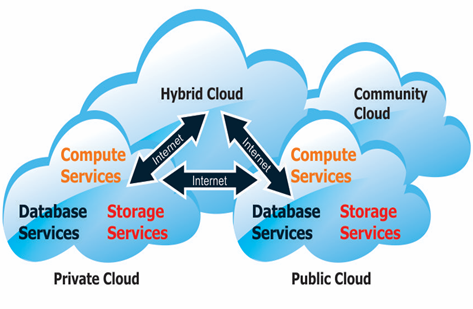 Hybrid Cloud
Community
Cloud
Internet
Internet
Internet
Compute
Services
Database
Services
Storage
Services
Private Cloud
Compute
Services
Database
Services
Storage
Services
Public Cloud